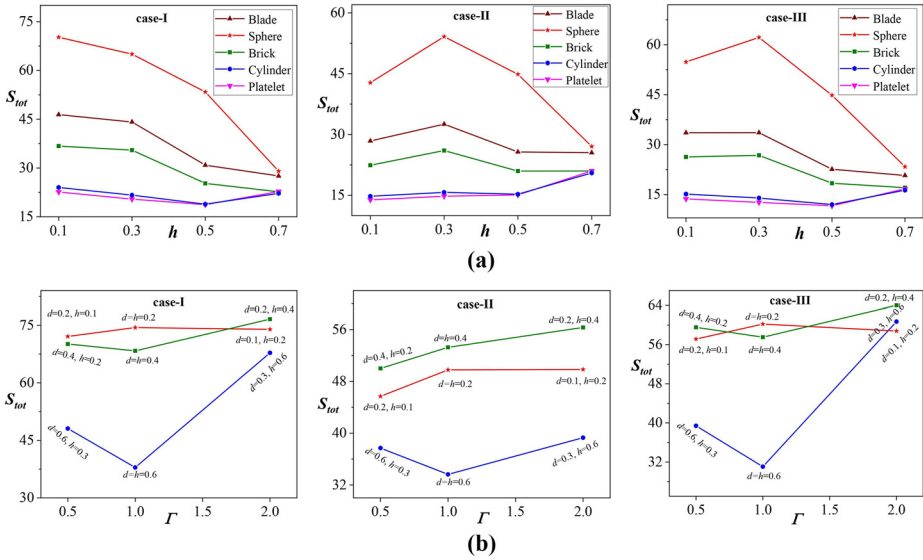 case-I
75
60
45
30
15
S_tot
Blade
Sphere
Brick
Cylinder
Platelet
0.1 0.3 0.5 0.7
h
case-II
60
45
30
15
S_tot
Blade
Sphere
Brick
Cylinder
Platelet
0.1 0.3 0.5 0.7
h
case-III
60
45
30
15
S_tot
Blade
Sphere
Brick
Cylinder
Platelet
0.1 0.3 0.5 0.7
h
(a)
case-I
75
60
45
30
S_tot
d=0.2, h=0.1
d=h=0.2
d=0.2, h=0.4
d=0.4, h=0.2
d=h=0.4
d=0.1, h=0.2
d=0.3, h=0.6
d=0.6, h=0.3
d=h=0.6
0.5 1.0 1.5 2.0
Γ
case-II
56
48
40
32
S_tot
d=0.4, h=0.2
d=h=0.4
d=0.2, h=0.4
d=0.2, h=0.1
d=h=0.2
d=0.1, h=0.2
d=0.6, h=0.3
d=h=0.6
d=0.3, h=0.6
0.5 1.0 1.5 2.0
Γ
case-III
64
56
48
40
32
S_tot
d=0.4, h=0.2
d=h=0.2
d=0.2, h=0.4
d=0.2, h=0.1
d=h=0.4
d=0.3, h=0.6
d=0.1, h=0.2
d=0.6, h=0.3
d=h=0.6
0.5 1.0 1.5 2.0
Γ
(b)